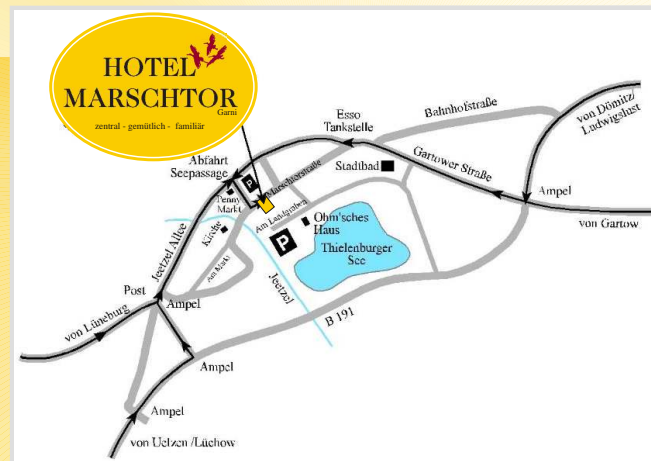 HOTEL
MARSCHTOR
Garni
zentral - gemütlich - familiär
Esso
Tankstelle
Bahnhofstraße
von Dömitz/
Ludwigslust
Abfahrt
Seepassage
P
Marschtorstraße
Stadtbad
Gartower Straße
Ampel
Penny
Markt
Am Landgraben
Ohm'sches
Haus
von Gartow
Jeetzel Allee
Kirche
P
Thielenburger
See
Am Markt
Post
Ampel
Jeetzel
von Lüneburg
B 191
Ampel
Ampel
von Uelzen /Lüchow